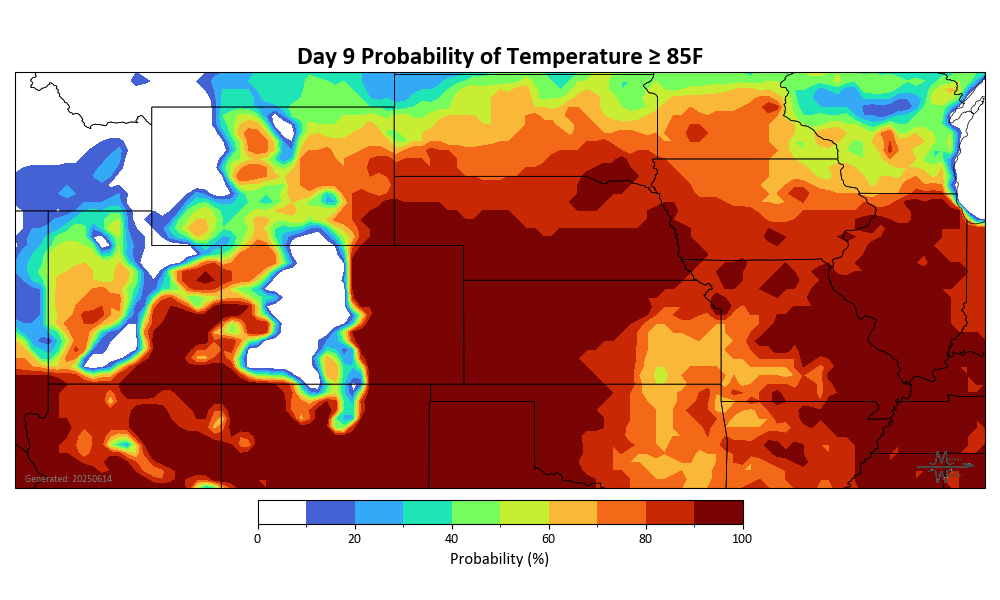 Day 9 Probability of Temperature ≥ 85F
Generated: 20250614
0 20 40 60 80 100
Probability (%)